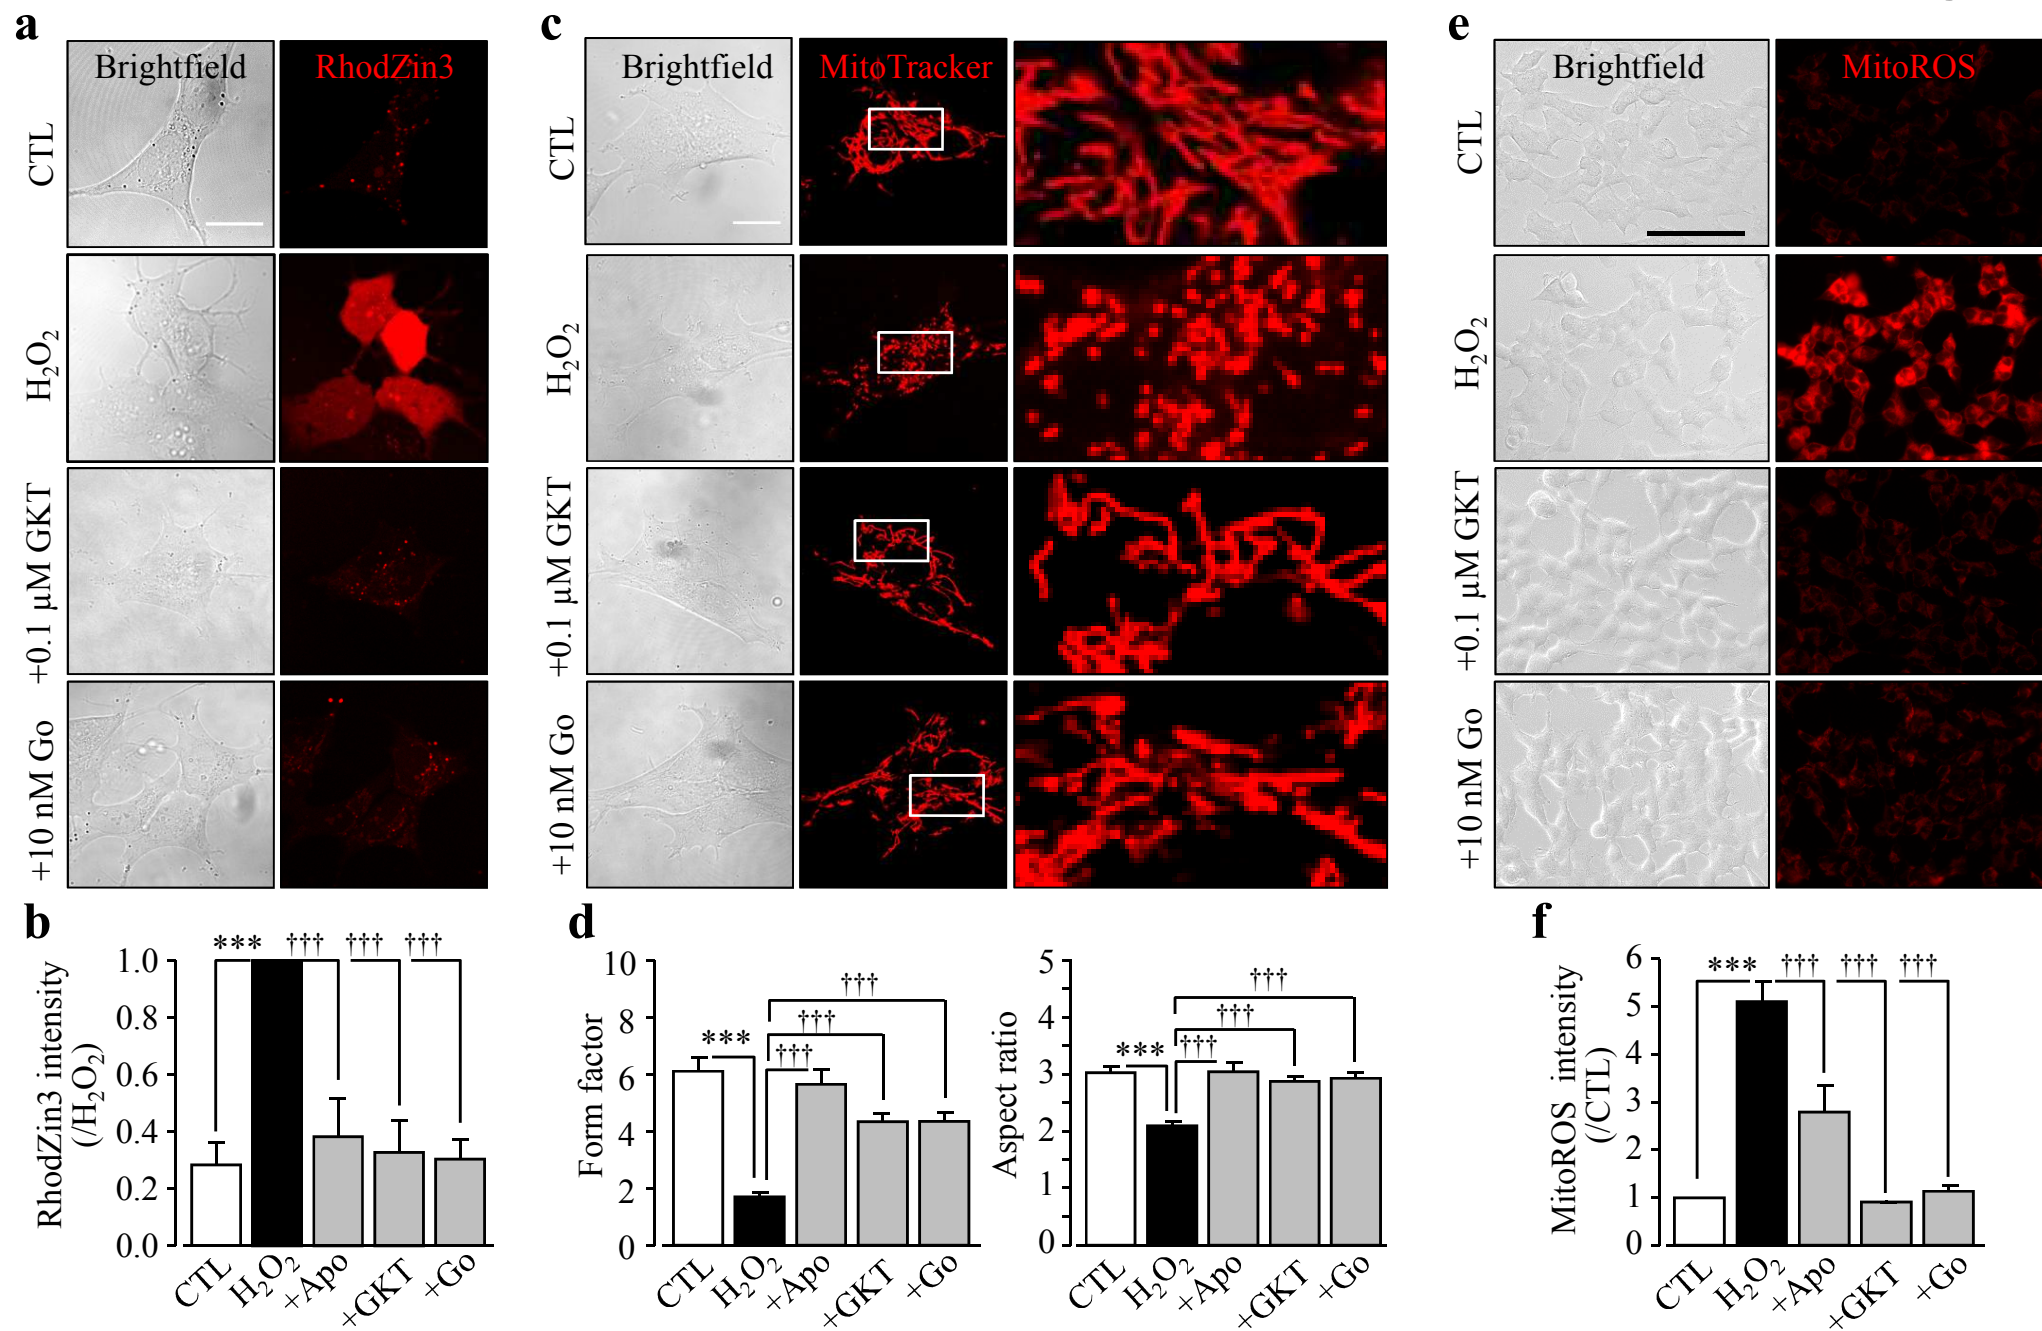 a
Brightfield
RhodZin3
CTL
H₂O₂
+0.1 µM GKT
+10 nM Go
c
Brightfield
MitoTracker
CTL
H₂O₂
+0.1 µM GKT
+10 nM Go
e
Brightfield
MitoROS
CTL
H₂O₂
+0.1 µM GKT
+10 nM Go
b
RhodZin3 intensity
(/H₂O₂)
1.0
0.8
0.6
0.4
0.2
0.0
*** ††† ††† †††
CTL
H₂O₂
+Apo
+GKT
+Go
d
Form factor
10
8
6
4
2
0
†††
†††
***
†††
CTL
H₂O₂
+Apo
+GKT
+Go
Aspect ratio
5
4
3
2
1
0
†††
†††
***
†††
CTL
H₂O₂
+Apo
+GKT
+Go
f
MitoROS intensity
(/CTL)
6
5
4
3
2
1
0
*** ††† ††† †††
CTL
H₂O₂
+Apo
+GKT
+Go